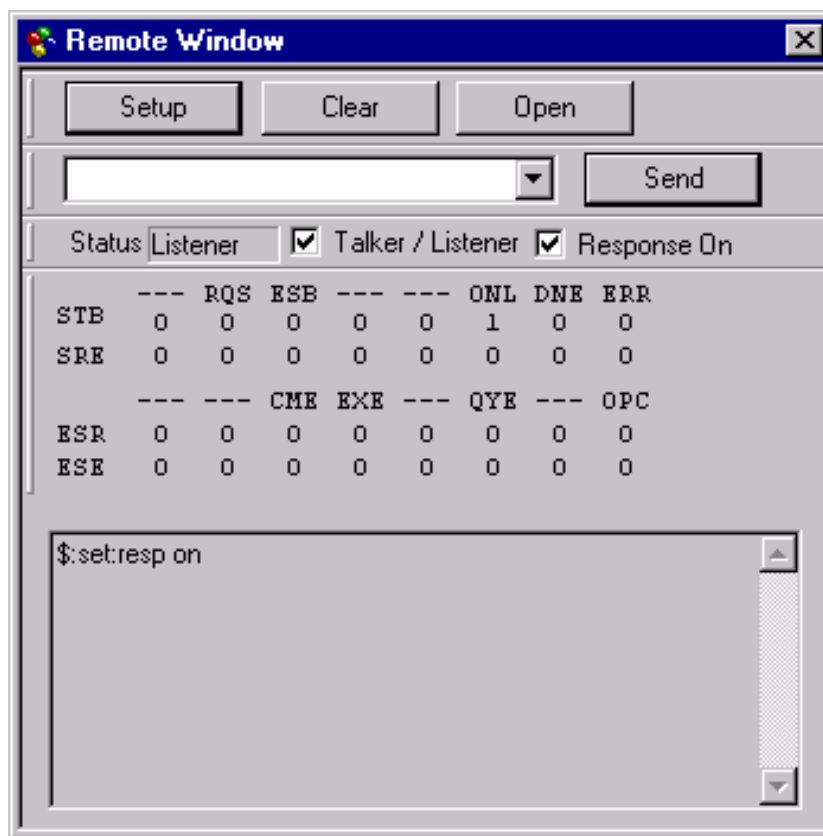 Remote Window
Setup Clear Open
Send
Status Listener Talker / Listener Response On
--- RQS ESB --- --- ONL DNE ERR
STB 0 0 0 0 0 1 0 0
SRE 0 0 0 0 0 0 0 0
--- --- CME EXE --- QYE --- OPC
ESR 0 0 0 0 0 0 0 0
ESE 0 0 0 0 0 0 0 0
$:set:resp on